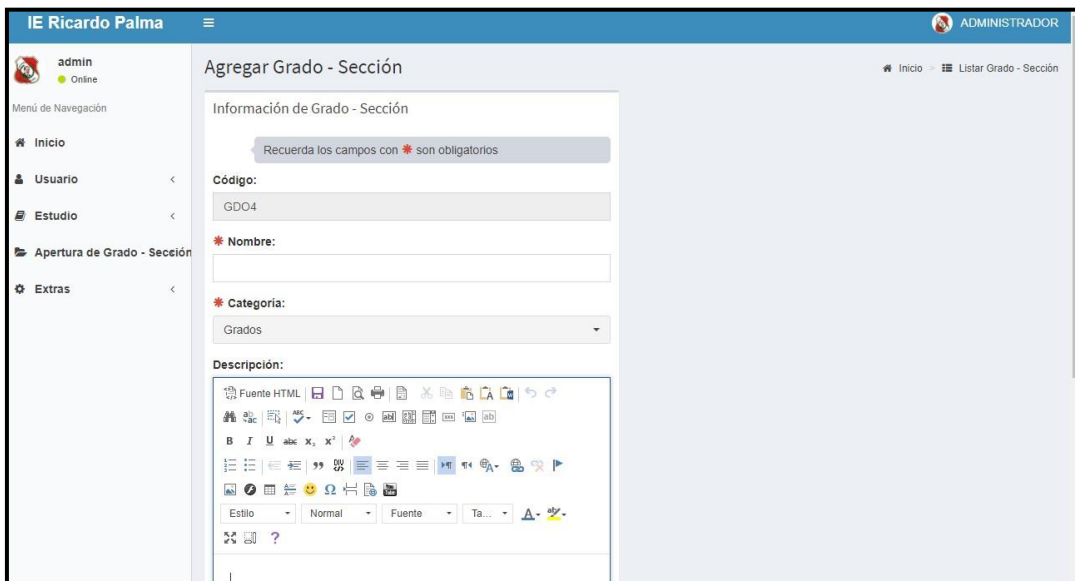 IE Ricardo Palma
ADMINISTRADOR
admin
Online
Menú de Navegación
Inicio
Usuario
Estudio
Apertura de Grado - Sección
Extras
Agregar Grado - Sección
Inicio > Listar Grado - Sección
Información de Grado - Sección
Recuerda los campos con * son obligatorios
Código:
GDO4
* Nombre:
* Categoría:
Grados
Descripción:
Fuente HTML
B I U abc x₂ x²
Estilo Normal Fuente Ta... A